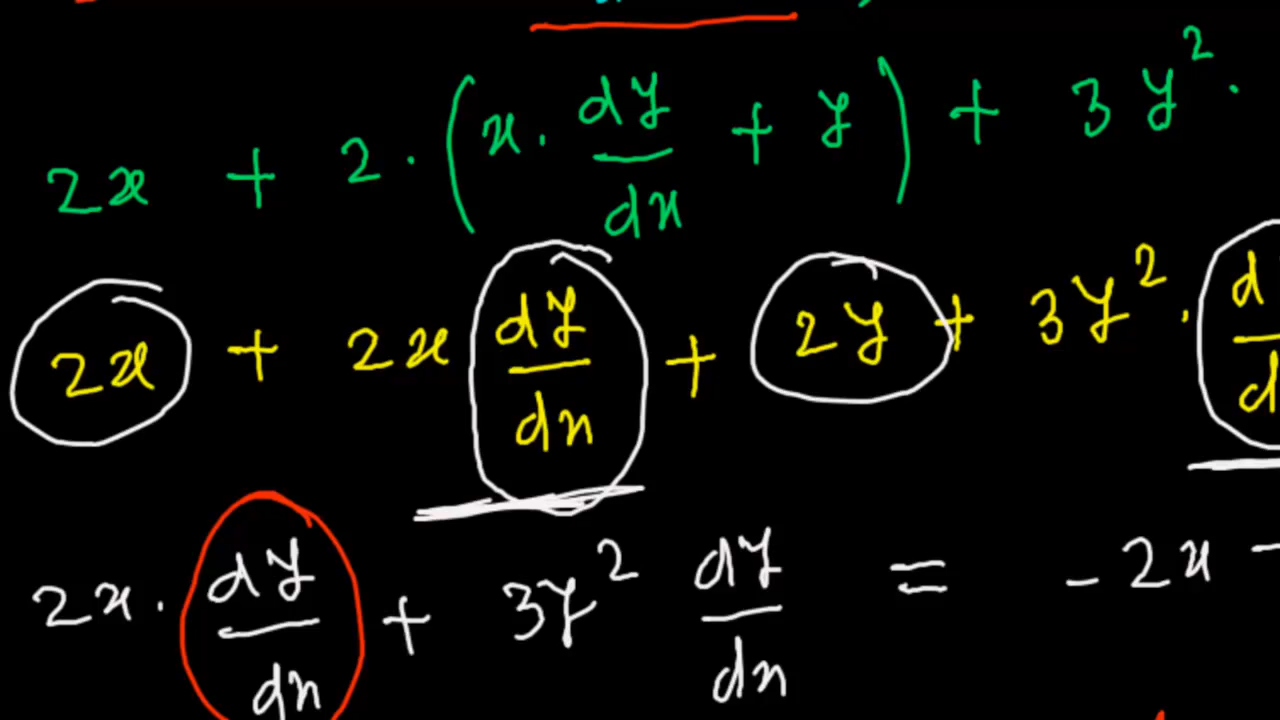 2x + 2 · (x · dy/dx + y) + 3y² ·
2x + 2x dy/dx + 2y + 3y² · d/d
2x · dy/dx + 3y² dy/dx = -2x -